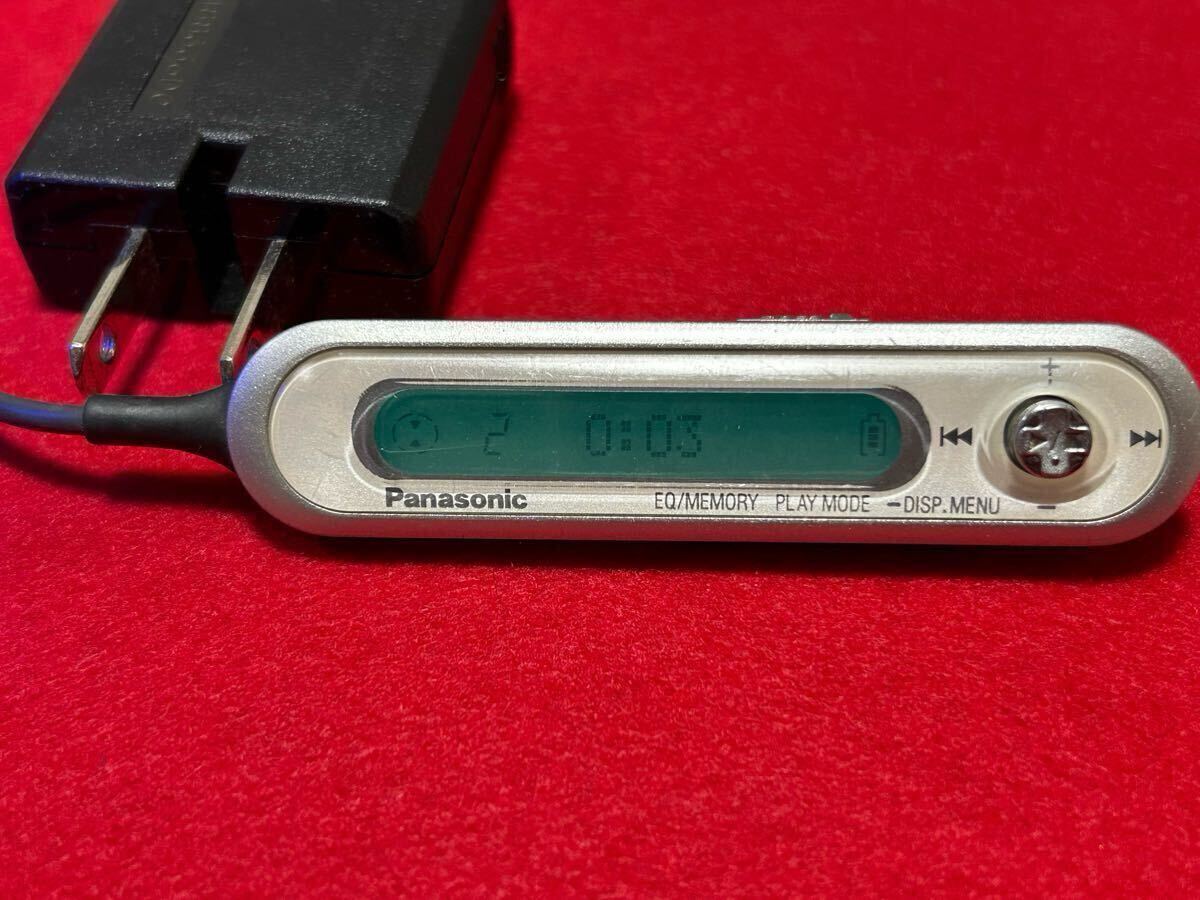 2 0:03
Panasonic EQ/MEMORY PLAY MODE –DISP.MENU
+
–